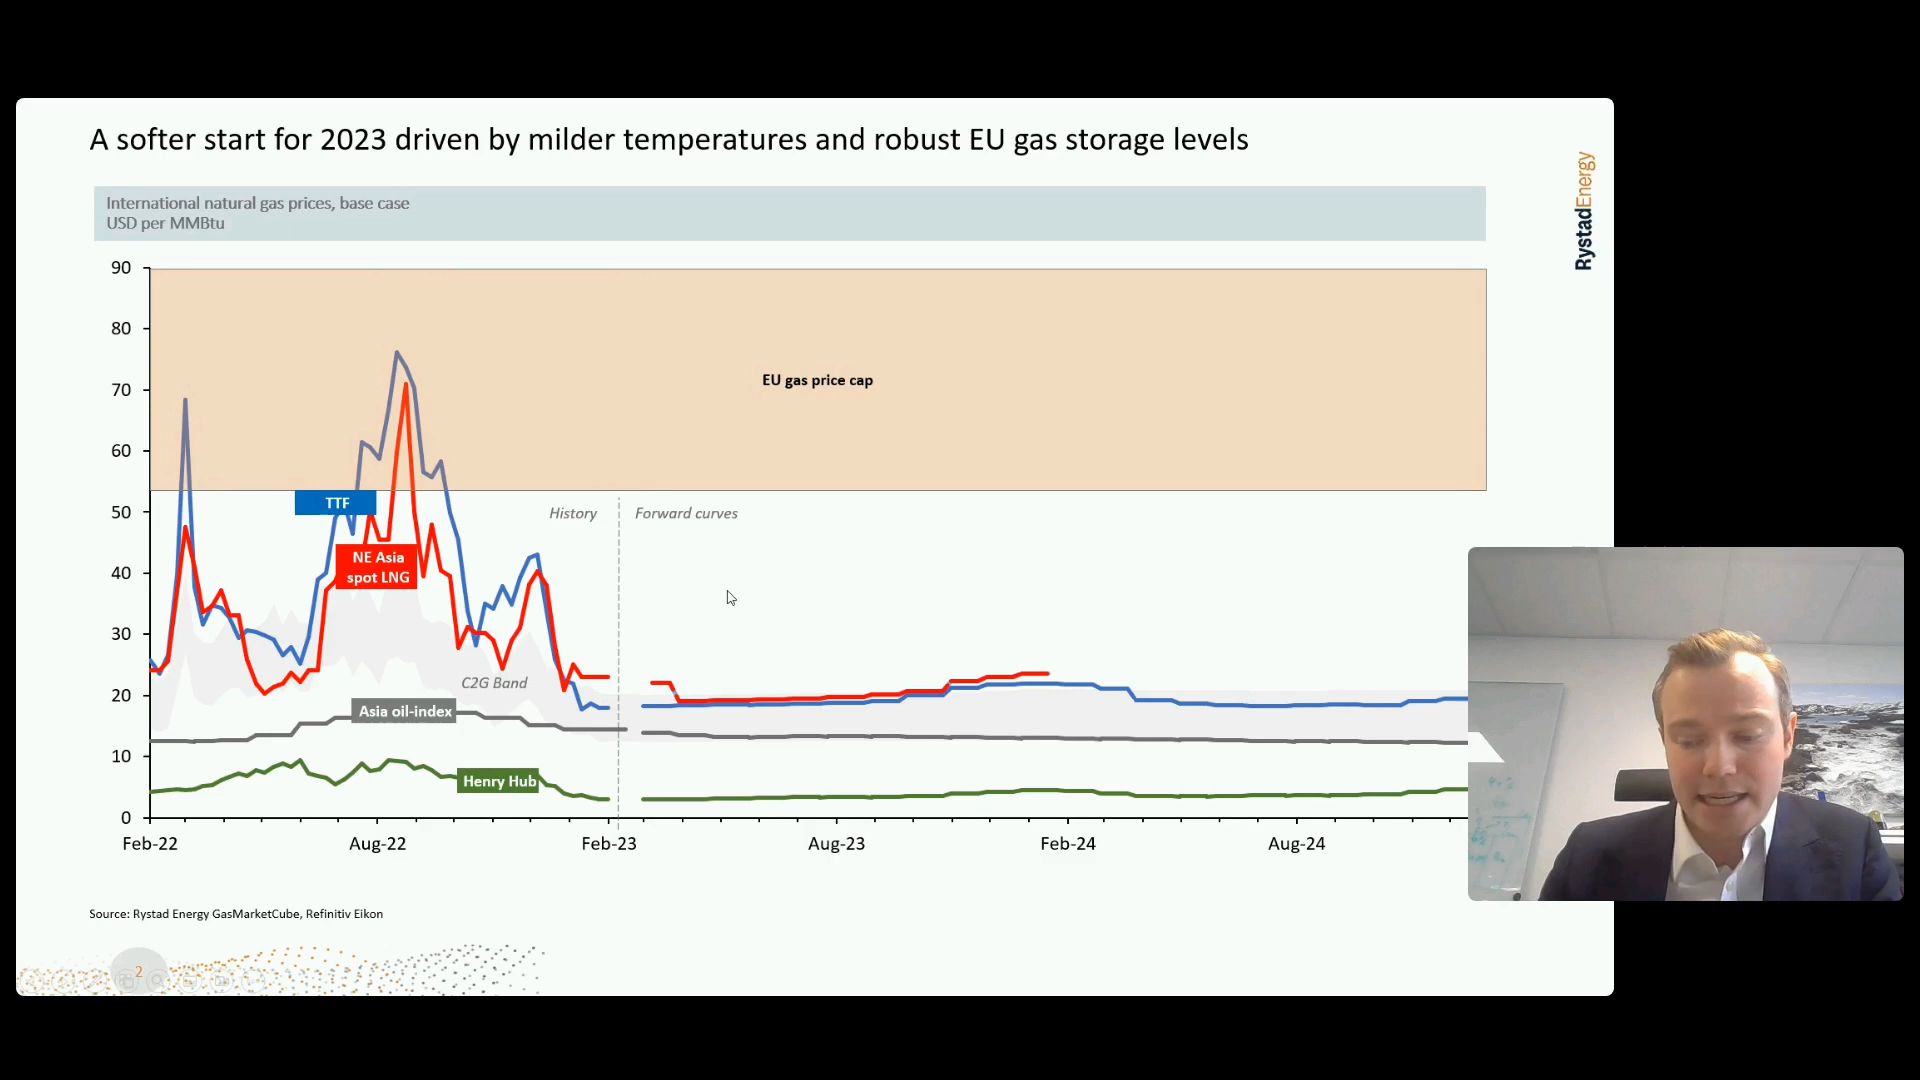 A softer start for 2023 driven by milder temperatures and robust EU gas storage levels
RystadEnergy
International natural gas prices, base case
USD per MMBtu
90
80
70
60
50
40
30
20
10
0
EU gas price cap
TTF
History
Forward curves
NE Asia
spot LNG
C2G Band
Asia oil-index
Henry Hub
Feb-22
Aug-22
Feb-23
Aug-23
Feb-24
Aug-24
Source: Rystad Energy GasMarketCube, Refinitiv Eikon
2